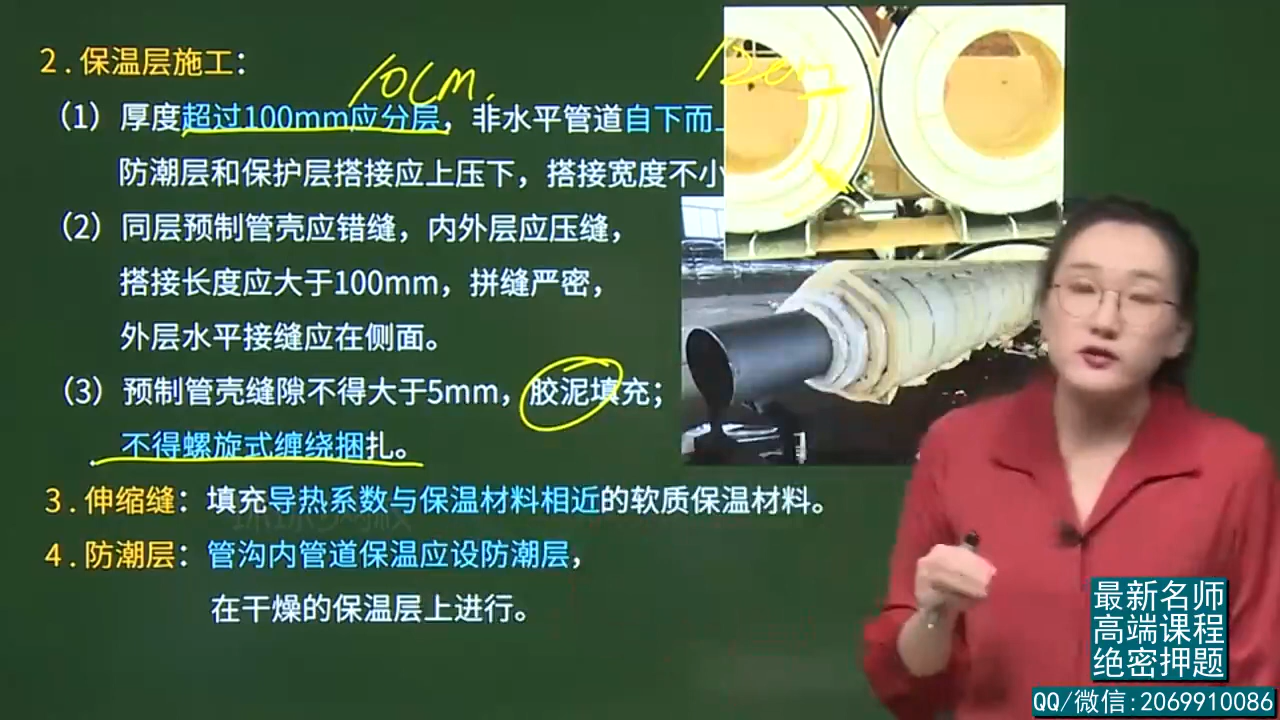 2.保温层施工:
10cm.
12cm
(1)厚度超过100mm应分层,非水平管道自下而
防潮层和保护层搭接应上压下,搭接宽度不小
(2)同层预制管壳应错缝,内外层应压缝,
搭接长度应大于100mm,拼缝严密,
外层水平接缝应在侧面。
(3)预制管壳缝隙不得大于5mm,胶泥填充;
不得螺旋式缠绕捆扎。
3.伸缩缝:填充导热系数与保温材料相近的软质保温材料。
4.防潮层:管沟内管道保温应设防潮层,
在干燥的保温层上进行。
最新名师
高端课程
绝密押题
QQ/微信:2069910086